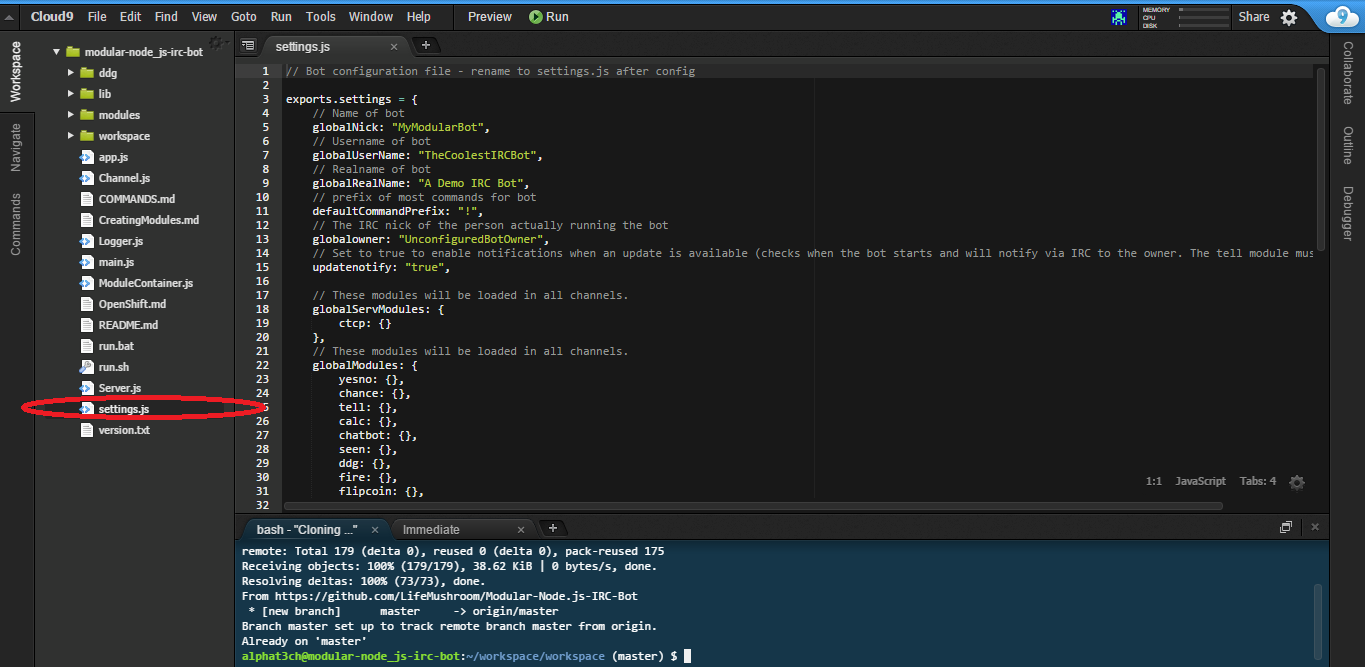 Cloud9 File Edit Find View Goto Run Tools Window Help Preview Run MEMORY CPU DISK Share 9
Workspace
Navigate
Commands
modular-node_js-irc-bot
ddg
lib
modules
workspace
app.js
Channel.js
COMMANDS.md
CreatingModules.md
Logger.js
main.js
ModuleContainer.js
OpenShift.md
README.md
run.bat
run.sh
Server.js
settings.js
version.txt
settings.js × +
1 // Bot configuration file - rename to settings.js after config
2
3 exports.settings = {
4 // Name of bot
5 globalNick: "MyModularBot",
6 // Username of bot
7 globalUserName: "TheCoolestIRCBot",
8 // Realname of bot
9 globalRealName: "A Demo IRC Bot",
10 // prefix of most commands for bot
11 defaultCommandPrefix: "!",
12 // The IRC nick of the person actually running the bot
13 globalowner: "UnconfiguredBotOwner",
14 // Set to true to enable notifications when an update is available (checks when the bot starts and will notify via IRC to the owner. The tell module mus
15 updatenotify: "true",
16
17 // These modules will be loaded in all channels.
18 globalServModules: {
19 ctcp: {}
20 },
21 // These modules will be loaded in all channels.
22 globalModules: {
23 yesno: {},
24 chance: {},
tell: {},
26 calc: {},
27 chatbot: {},
28 seen: {},
29 ddg: {},
30 fire: {},
31 flipcoin: {},
32
1:1 JavaScript Tabs: 4
Collaborate
Outline
Debugger
bash - "Cloning ..." × Immediate × +
remote: Total 179 (delta 0), reused 0 (delta 0), pack-reused 175
Receiving objects: 100% (179/179), 38.62 KiB | 0 bytes/s, done.
Resolving deltas: 100% (73/73), done.
From https://github.com/LifeMushroom/Modular-Node.js-IRC-Bot
* [new branch] master -> origin/master
Branch master set up to track remote branch master from origin.
Already on 'master'
alphat3ch@modular-node_js-irc-bot:~/workspace/workspace (master) $